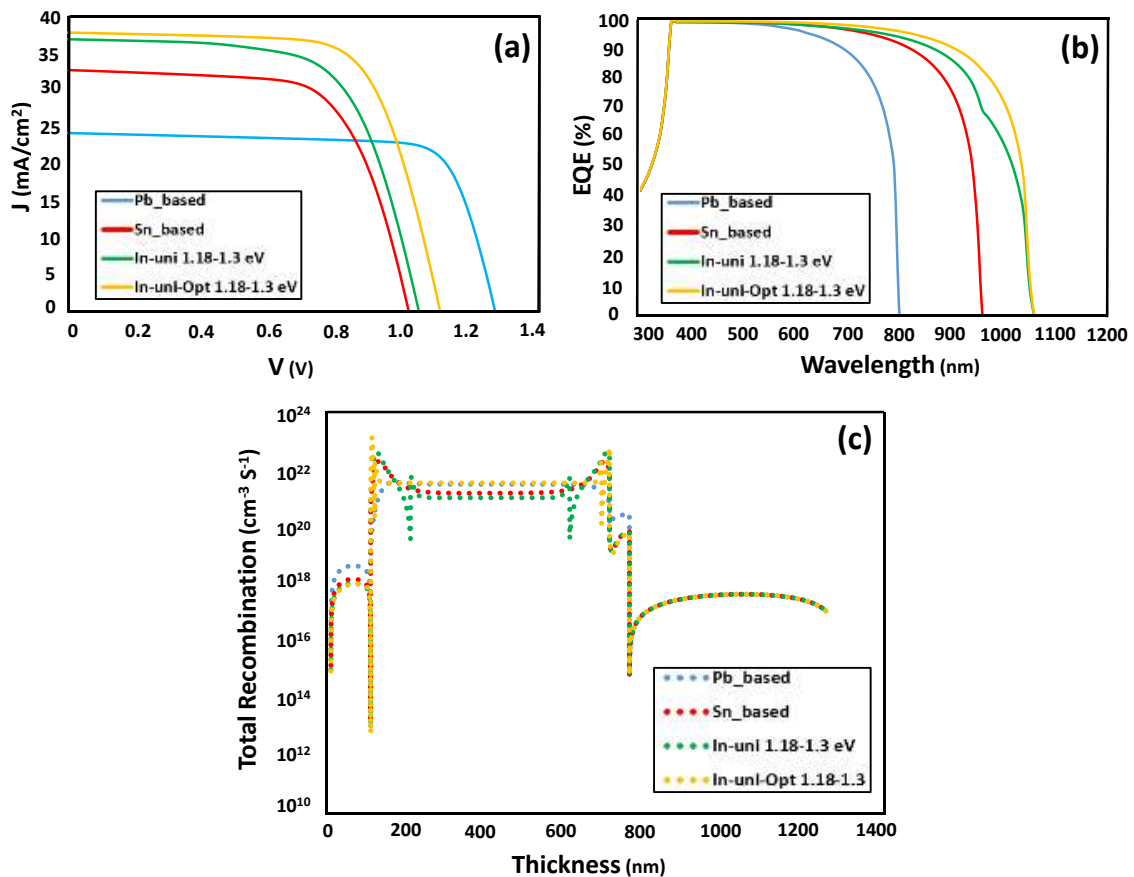 (a)
J (mA/cm²)
40
35
30
25
20
15
10
5
0
Pb_based
Sn_based
In-uni 1.18-1.3 eV
In-uni-Opt 1.18-1.3 eV
0 0.2 0.4 0.6 0.8 1.0 1.2 1.4
V (V)
(b)
EQE (%)
90
80
100
70
60
50
40
30
20
100
0
Pb_based
Sn_based
In-uni 1.18-1.3 eV
In-uni-Opt 1.18-1.3 eV
300 400 500 600 700 800 900 1000 1100 1200
Wavelength (nm)
(c)
Total Recombination (cm⁻³ S⁻¹)
10²⁴
10²²
10²⁰
10¹⁸
10¹⁶
10¹⁴
10¹²
10¹⁰
Pb_based
Sn_based
In-uni 1.18-1.3 eV
In-uni-Opt 1.18-1.3
0 200 400 600 800 1000 1200 1400
Thickness (nm)